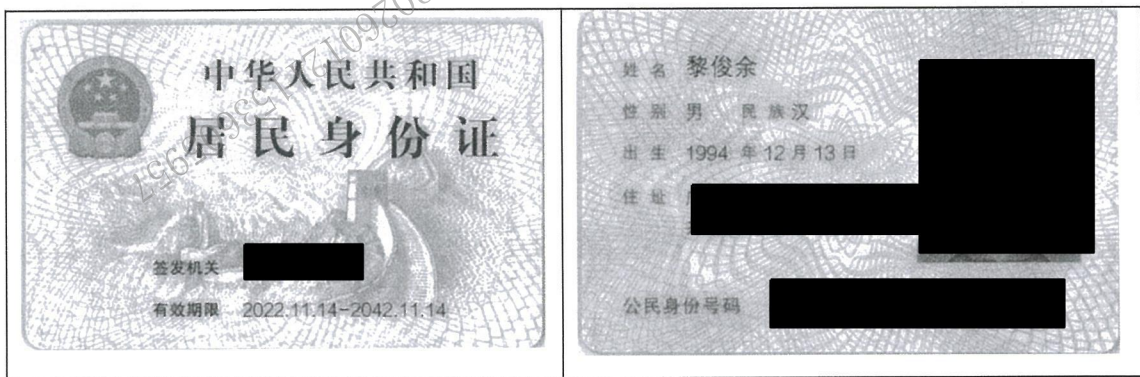 中华人民共和国
居民身份证
签发机关
有效期限 2022.11.14-2042.11.14
姓名 黎俊余
性别 男 民族 汉
出生 1994 年 12 月 13 日
住址
公民身份号码